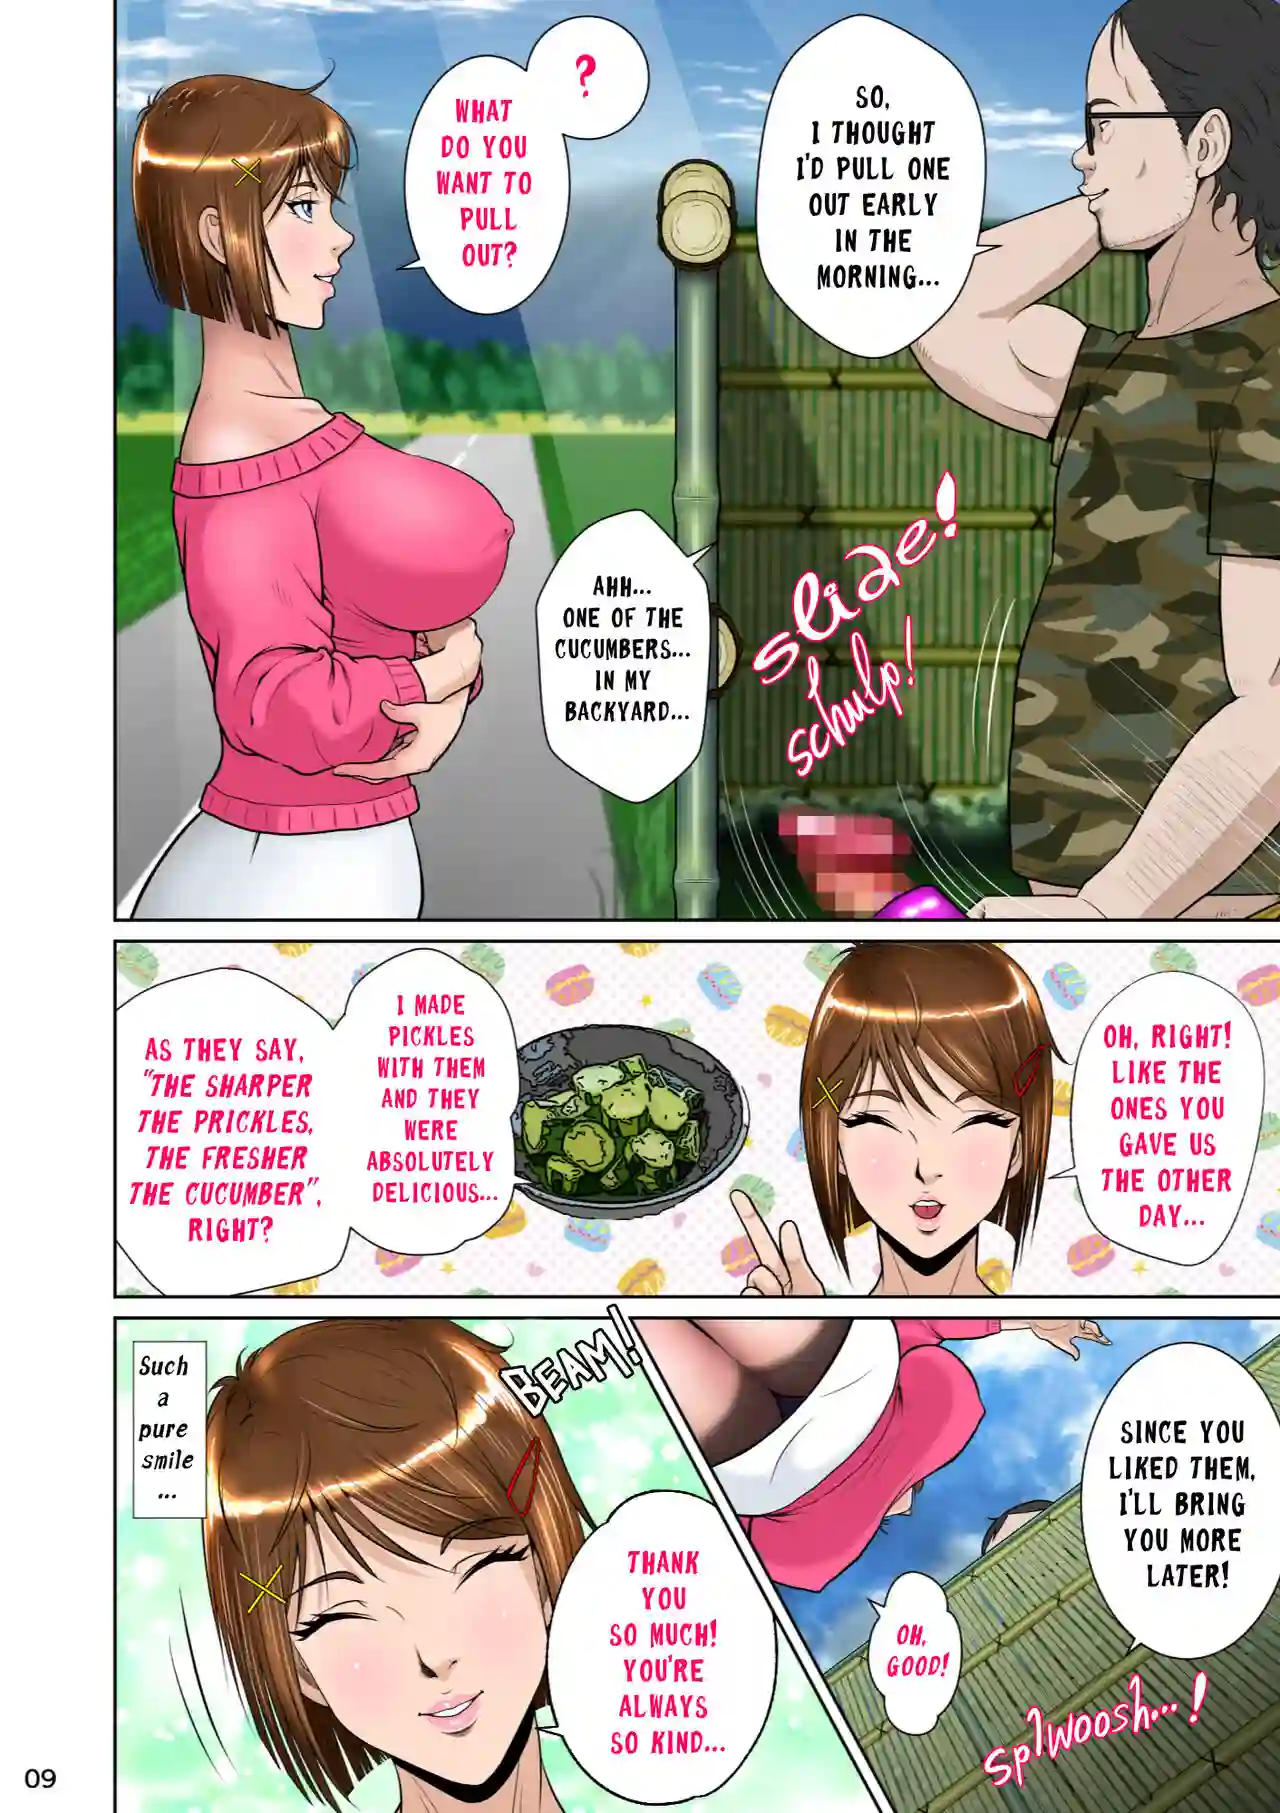 SO,
I THOUGHT
I'D PULL ONE
OUT EARLY
IN THE
MORNING...
?
WHAT
DO YOU
WANT TO
PULL
OUT?
AHH...
ONE OF THE
CUCUMBERS...
IN MY
BACKYARD...
slide!
schulp!
OH, RIGHT!
LIKE THE
ONES YOU
GAVE US
THE OTHER
DAY...
I MADE
PICKLES
WITH THEM
AND THEY
WERE
ABSOLUTELY
DELICIOUS...
AS THEY SAY,
"THE SHARPER
THE PRICKLES,
THE FRESHER
THE CUCUMBER",
RIGHT?
SINCE YOU
LIKED THEM,
I'LL BRING
YOU MORE
LATER!
OH,
GOOD!
splwoosh...!
BEAM!
Such
a
pure
smile
...
THANK
YOU
SO MUCH!
YOU'RE
ALWAYS
SO KIND...
09